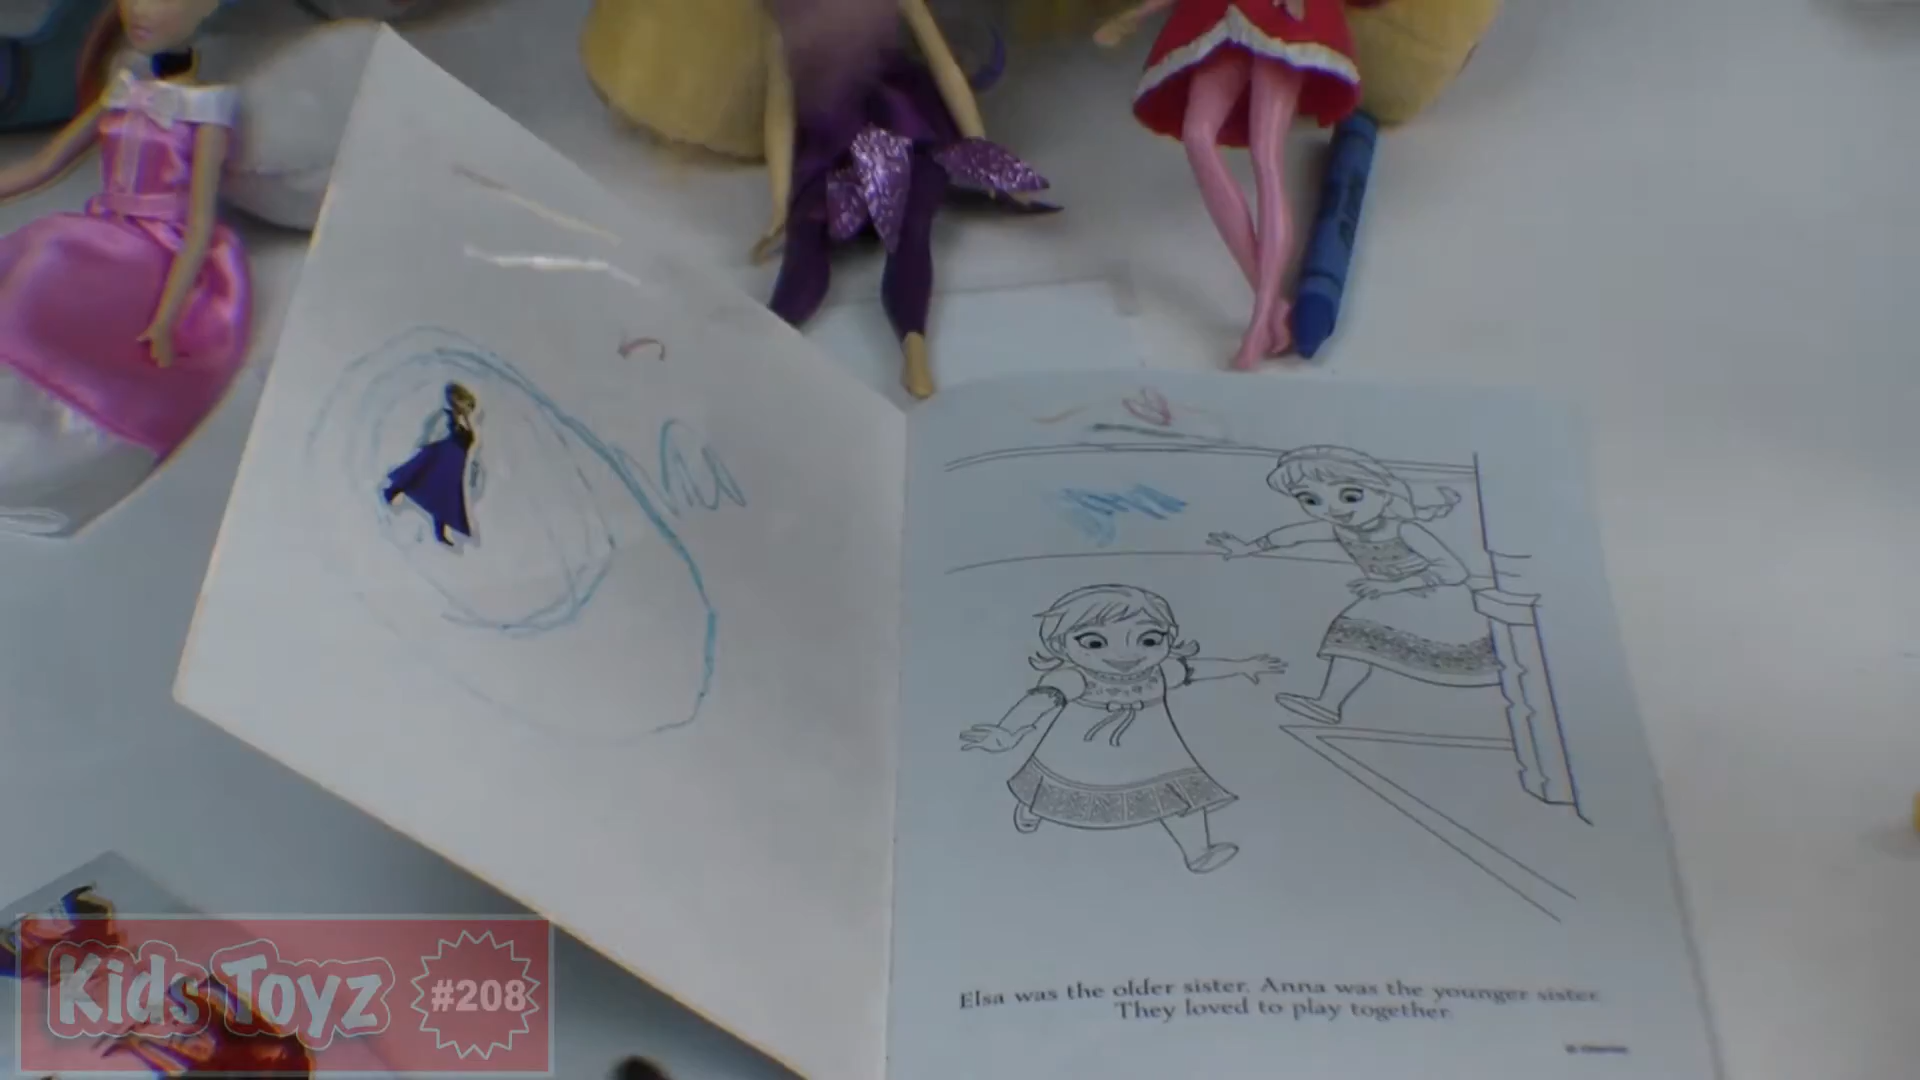 Elsa was the older sister. Anna was the younger sister.
They loved to play together.
Kids Toyz #208